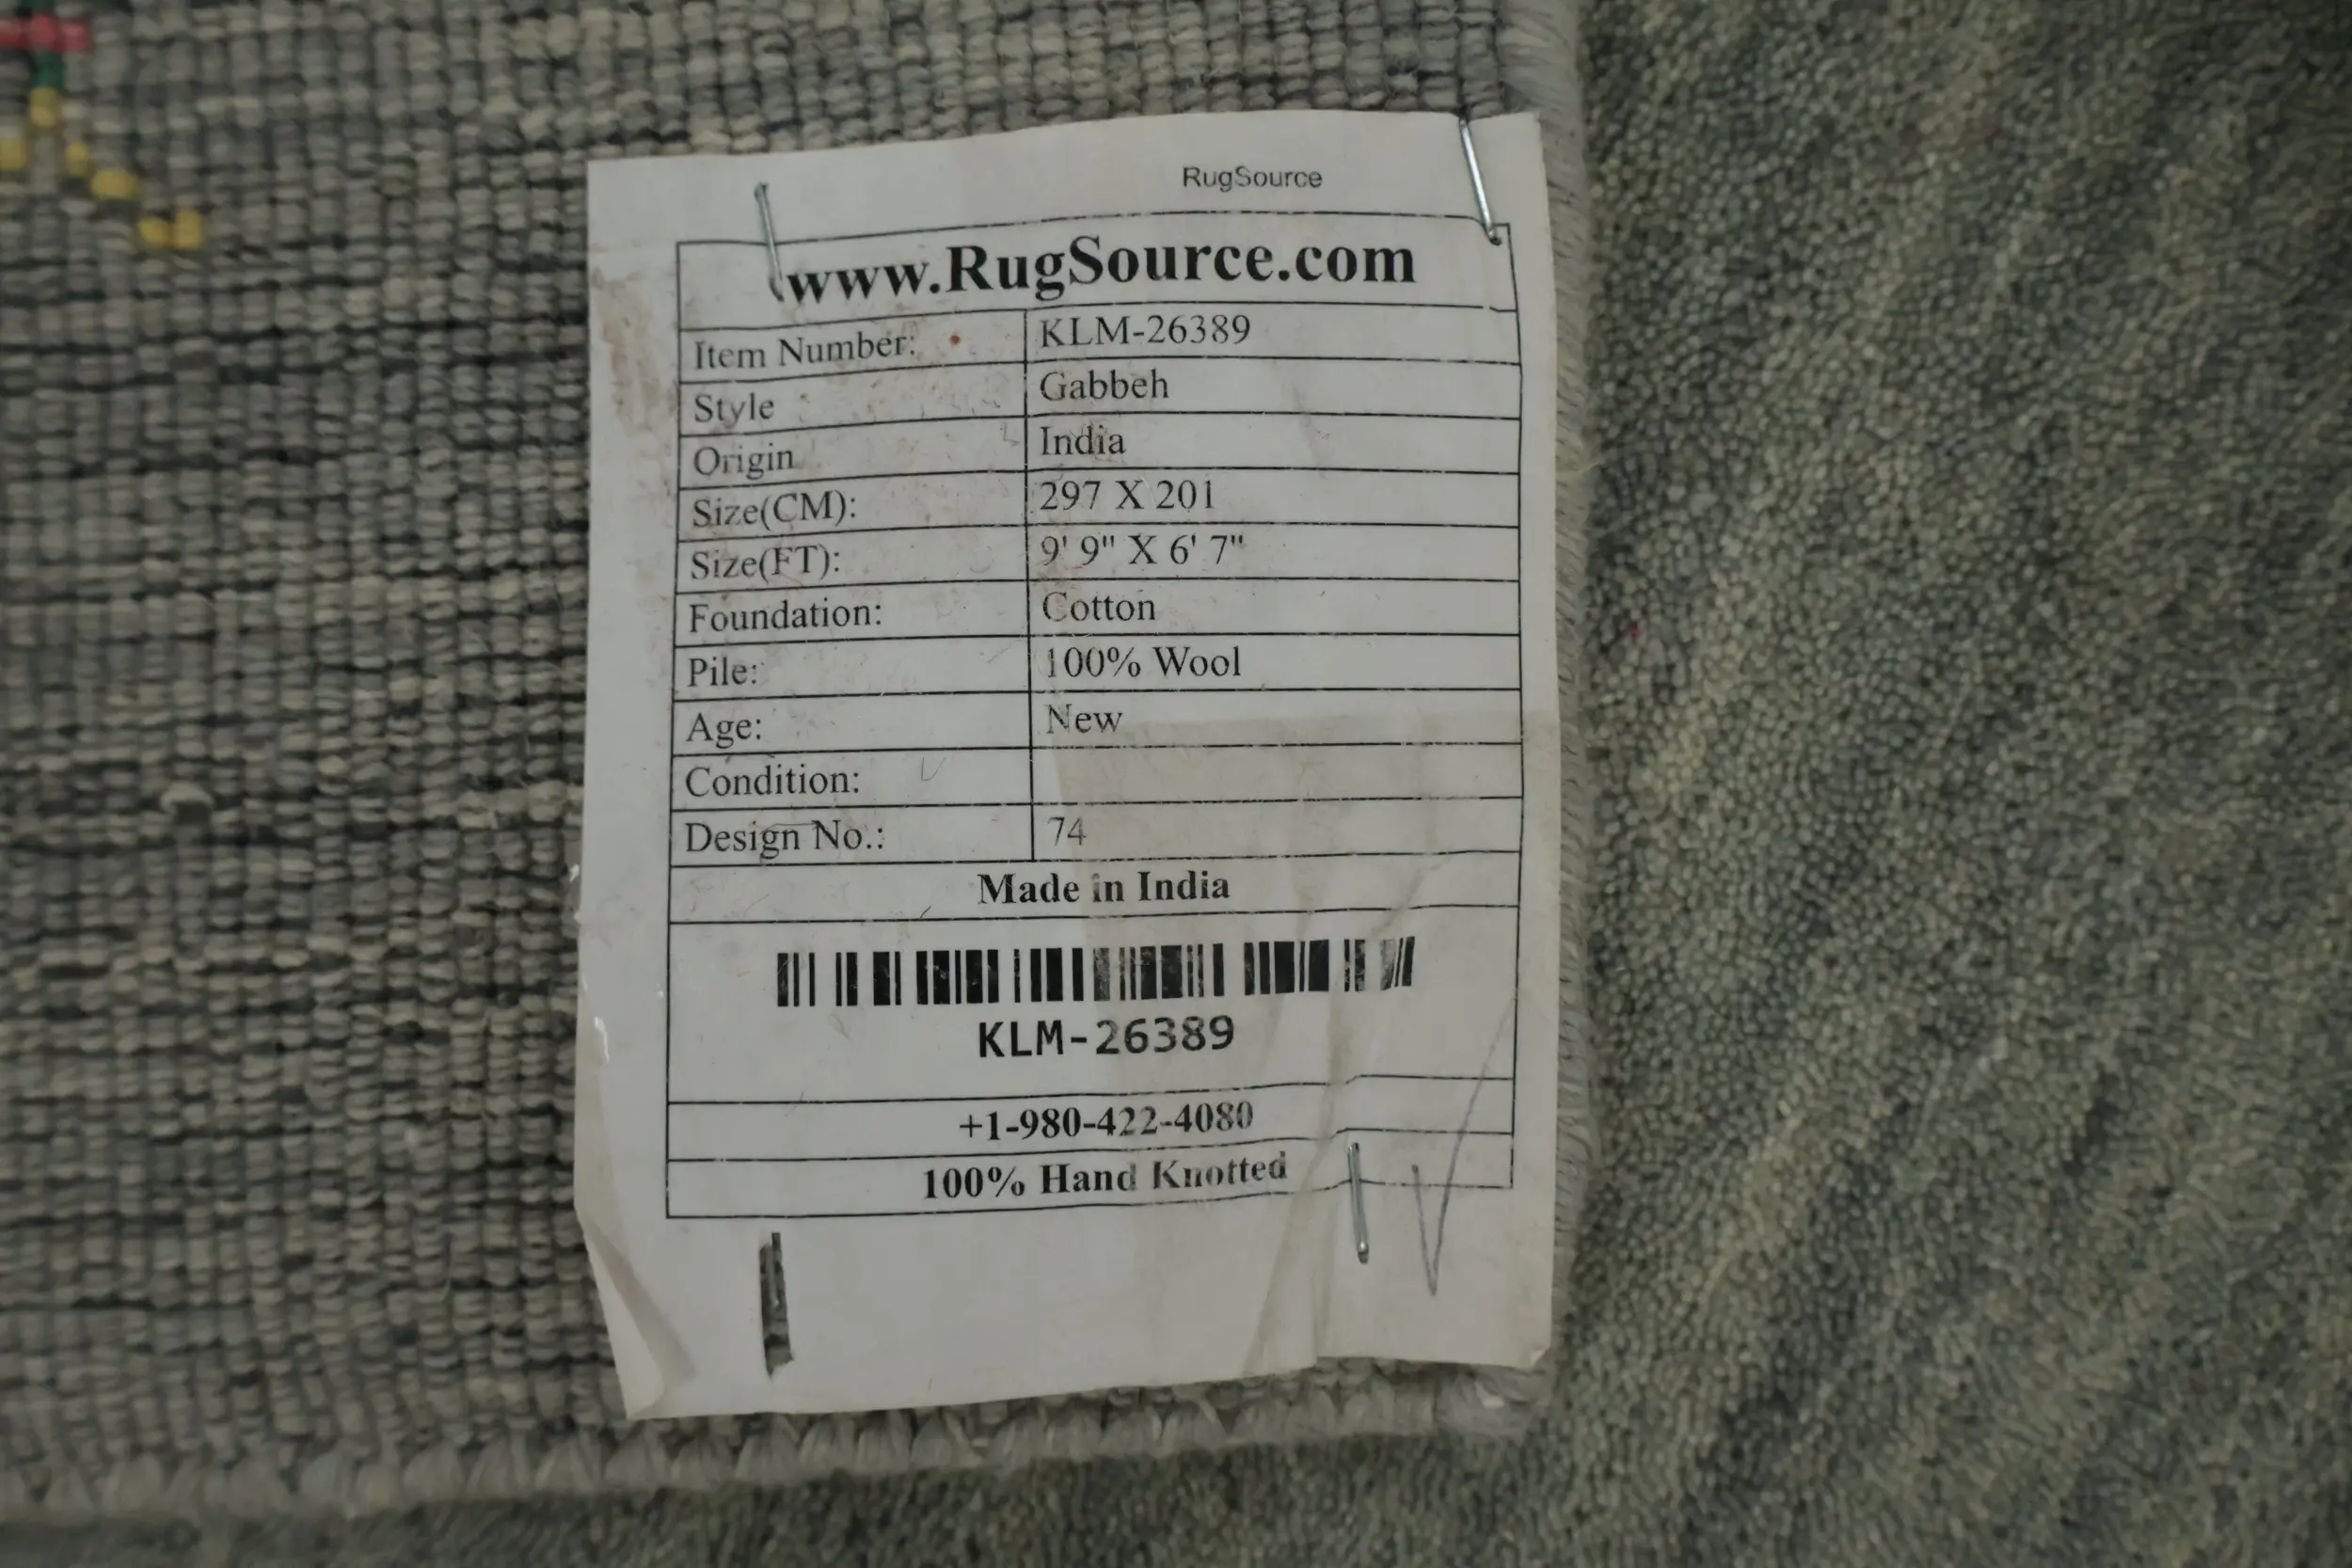 RugSource
www.RugSource.com
Item Number: KLM-26389
Style : Gabbeh
Origin India
Size(CM): 297 X 201
Size(FT): 9' 9" X 6' 7"
Foundation: Cotton
Pile: 100% Wool
Age: New
Condition:
Design No.: 74
Made in India
KLM-26389
+1-980-422-4080
100% Hand Knotted